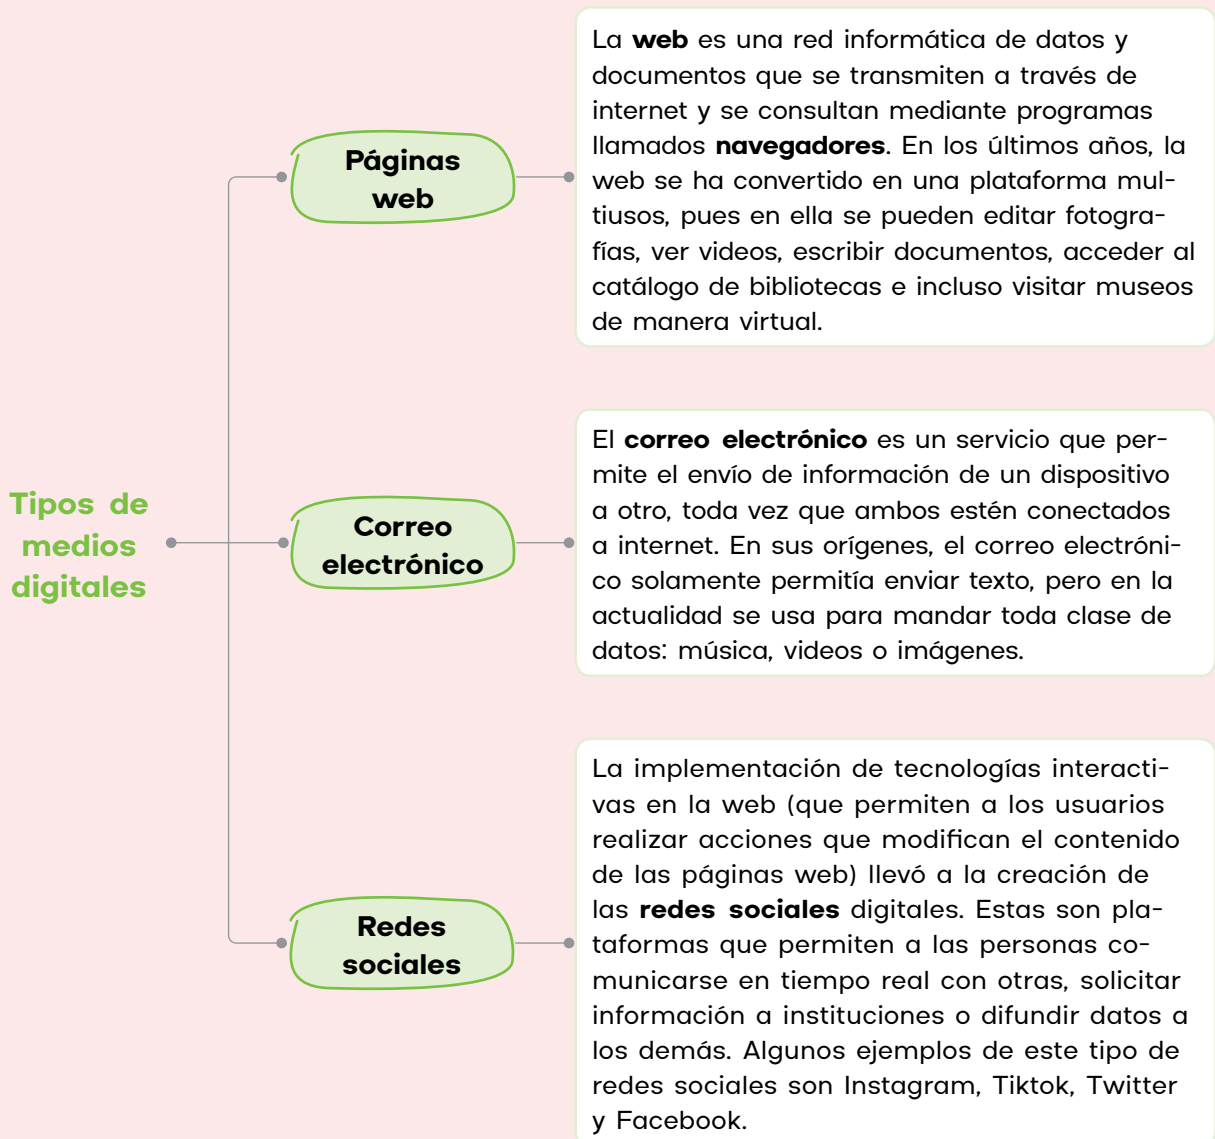 Tipos de
medios
digitales
Páginas
web
La web es una red informática de datos y
documentos que se transmiten a través de
internet y se consultan mediante programas
llamados navegadores. En los últimos años, la
web se ha convertido en una plataforma mul-
tiusos, pues en ella se pueden editar fotogra-
fías, ver videos, escribir documentos, acceder al
catálogo de bibliotecas e incluso visitar museos
de manera virtual.
Correo
electrónico
El correo electrónico es un servicio que per-
mite el envío de información de un dispositivo
a otro, toda vez que ambos estén conectados
a internet. En sus orígenes, el correo electróni-
co solamente permitía enviar texto, pero en la
actualidad se usa para mandar toda clase de
datos: música, videos o imágenes.
Redes
sociales
La implementación de tecnologías interacti-
vas en la web (que permiten a los usuarios
realizar acciones que modifican el contenido
de las páginas web) llevó a la creación de
las redes sociales digitales. Estas son pla-
taformas que permiten a las personas co-
municarse en tiempo real con otras, solicitar
información a instituciones o difundir datos a
los demás. Algunos ejemplos de este tipo de
redes sociales son Instagram, Tiktok, Twitter
y Facebook.